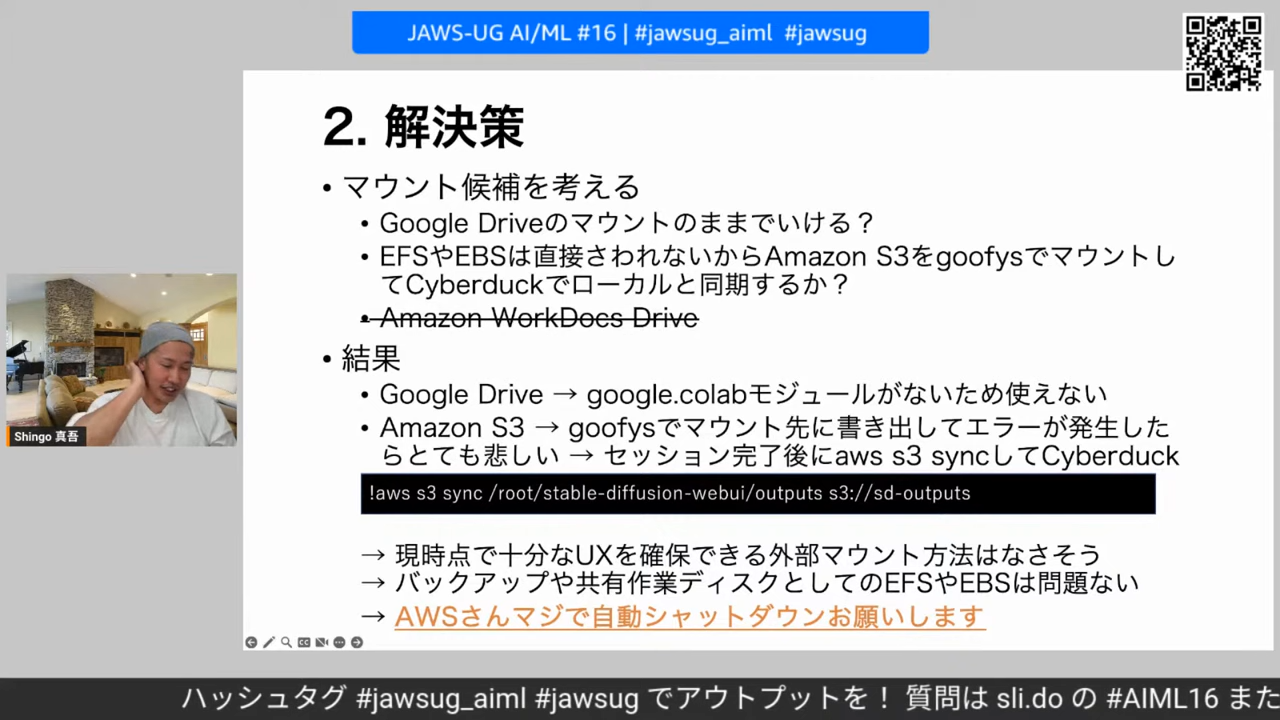 JAWS-UG AI/ML #16 | #jawsug_aiml #jawsug
2. 解決策
• マウント候補を考える
• Google Driveのマウントのままでいける？
• EFSやEBSは直接さわれないからAmazon S3をgoofysでマウントし
てCyberduckでローカルと同期するか？
• Amazon WorkDocs Drive
• 結果
• Google Drive → google.colabモジュールがないため使えない
• Amazon S3 → goofysでマウント先に書き出してエラーが発生した
らとても悲しい → セッション完了後にaws s3 syncしてCyberduck
!aws s3 sync /root/stable-diffusion-webui/outputs s3://sd-outputs
→ 現時点で十分なUXを確保できる外部マウント方法はなさそう
→ バックアップや共有作業ディスクとしてのEFSやEBSは問題ない
→ AWSさんマジで自動シャットダウンお願いします
Shingo 真吾
ハッシュタグ #jawsug_aiml #jawsug でアウトプットを！ 質問は sli.do の #AIML16 また